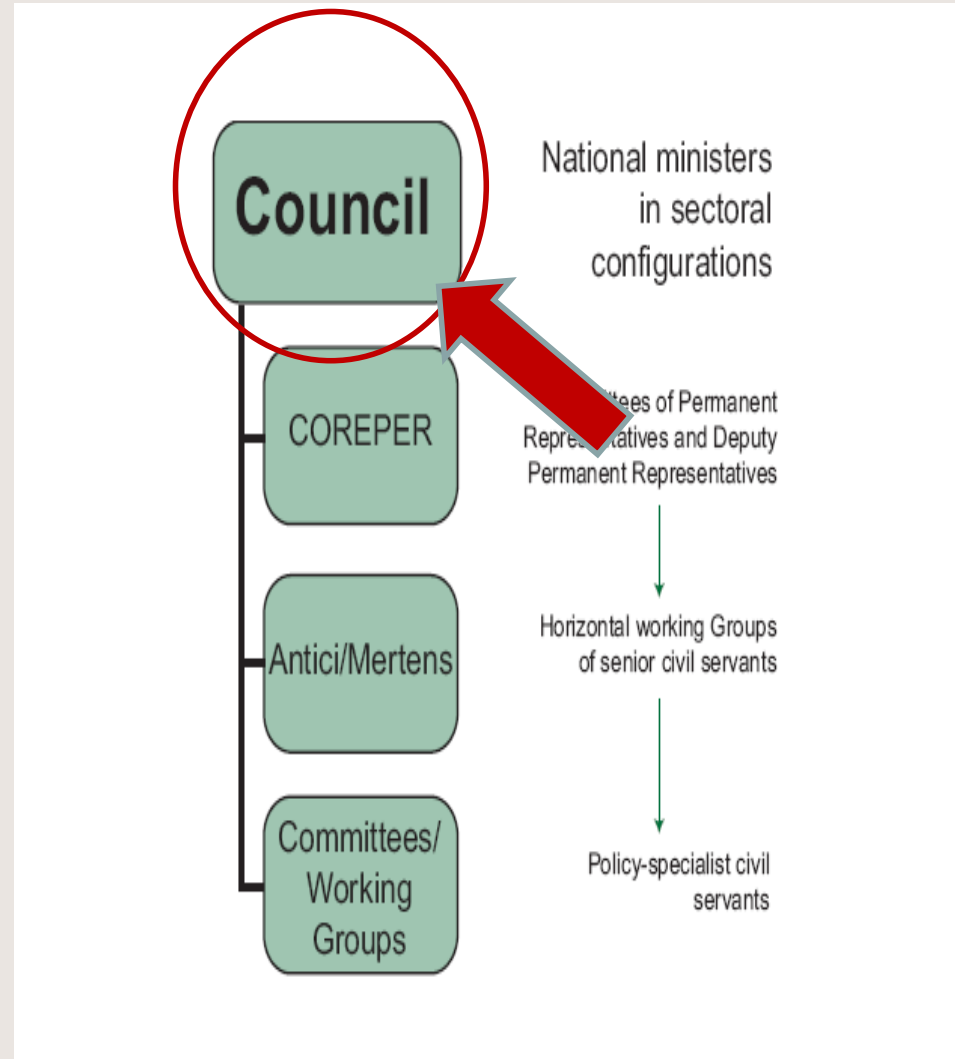 Council
National ministers
in sectoral
configurations
COREPER
of Permanent
and Deputy
Permanent Representatives
Antici/Mertens
Horizontal working Groups
of senior civil servants
Committees/
Working
Groups
Policy-specialist civil
servants